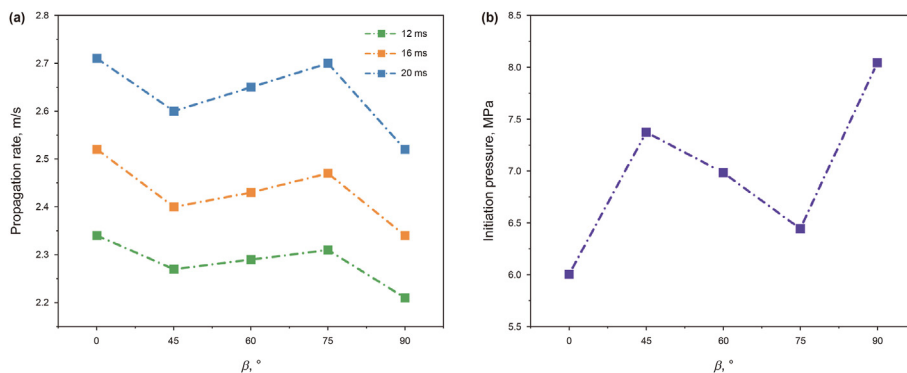 (a)
2.8
2.7
2.6
2.5
2.4
2.3
2.2
Propagation rate, m/s
12 ms
16 ms
20 ms
0 45 60 75 90
β, °
(b)
8.5
8.0
7.5
7.0
6.5
6.0
5.5
Initiation pressure, MPa
0 45 60 75 90
β, °